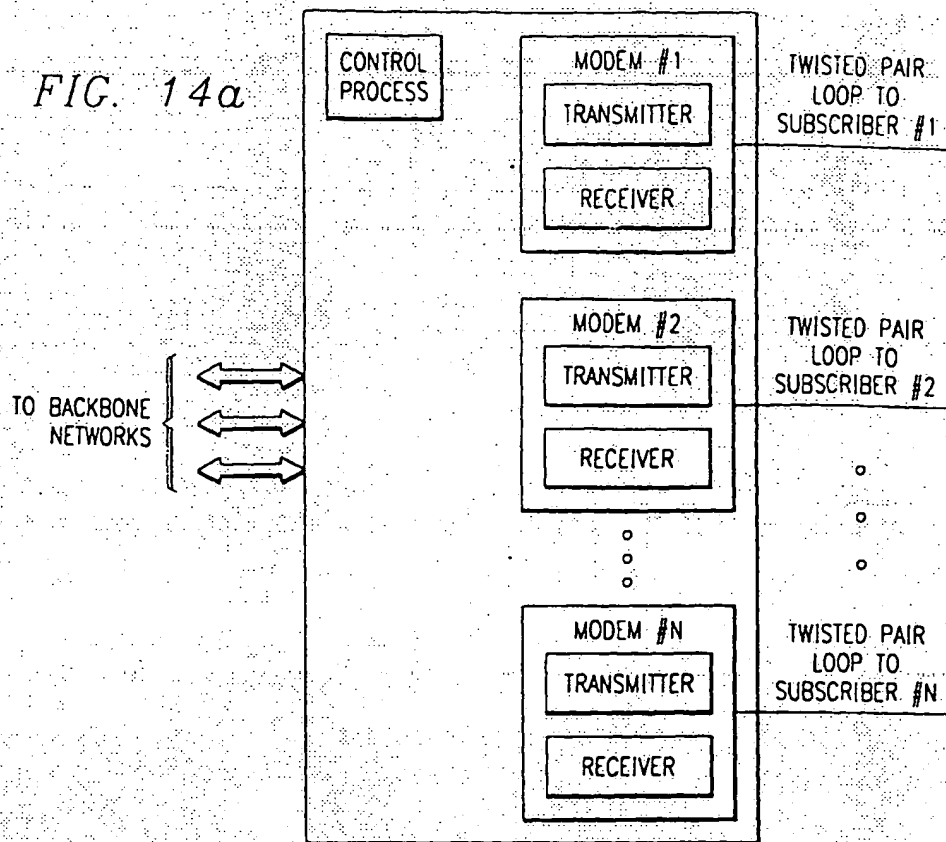 FIG. 14a
CONTROL
PROCESS
MODEM #1
TRANSMITTER
RECEIVER
TWISTED PAIR
LOOP TO
SUBSCRIBER #1
MODEM #2
TRANSMITTER
RECEIVER
TWISTED PAIR
LOOP TO
SUBSCRIBER #2
TO BACKBONE
NETWORKS
MODEM #N
TRANSMITTER
RECEIVER
TWISTED PAIR
LOOP TO
SUBSCRIBER #N